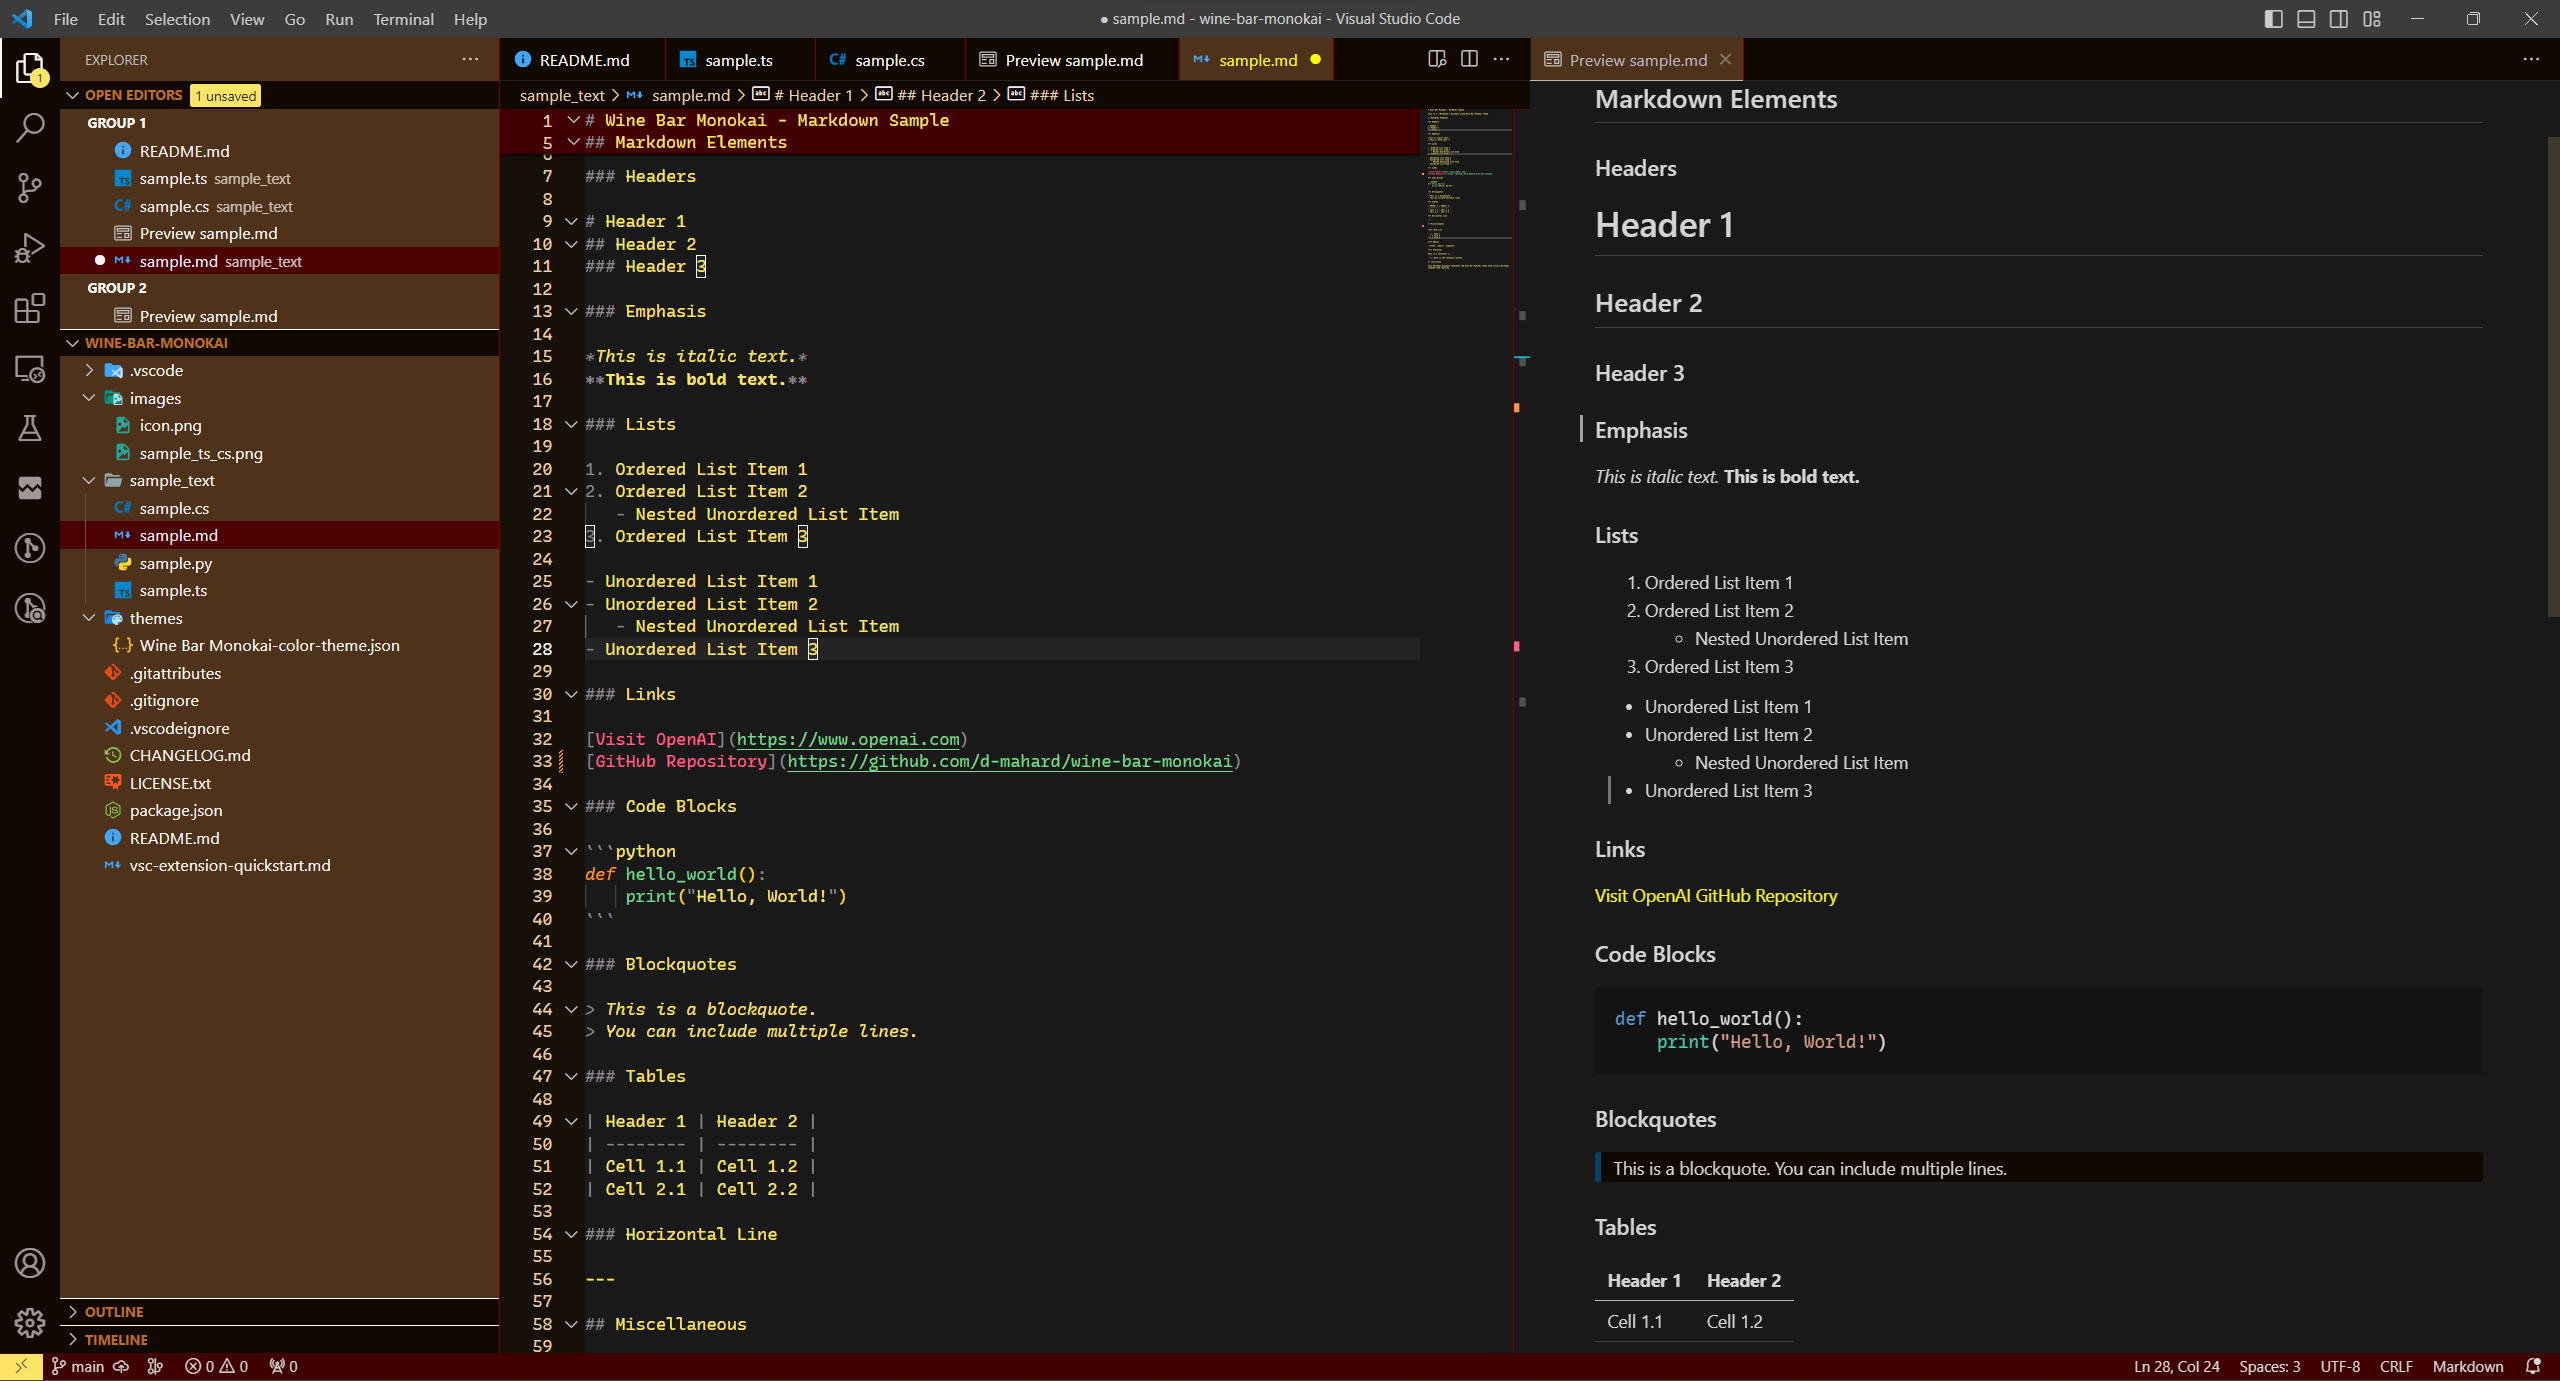 File Edit Selection View Go Run Terminal Help
● sample.md - wine-bar-monokai - Visual Studio Code
EXPLORER
OPEN EDITORS 1 unsaved
GROUP 1
README.md
sample.ts sample_text
sample.cs sample_text
Preview sample.md
sample.md sample_text
GROUP 2
Preview sample.md
WINE-BAR-MONOKAI
.vscode
images
icon.png
sample_ts_cs.png
sample_text
sample.cs
sample.md
sample.py
sample.ts
themes
Wine Bar Monokai-color-theme.json
.gitattributes
.gitignore
.vscodeignore
CHANGELOG.md
LICENSE.txt
package.json
README.md
vsc-extension-quickstart.md
OUTLINE
TIMELINE
README.md sample.ts sample.cs Preview sample.md sample.md
sample_text > sample.md > # Header 1 > ## Header 2 > ### Lists
1 # Wine Bar Monokai - Markdown Sample
5 ## Markdown Elements
7 ### Headers
8
9 # Header 1
10 ## Header 2
11 ### Header 3
12
13 ### Emphasis
14
15 *This is italic text.*
16 **This is bold text.**
17
18 ### Lists
19
20 1. Ordered List Item 1
21 2. Ordered List Item 2
22 - Nested Unordered List Item
23 3. Ordered List Item 3
24
25 - Unordered List Item 1
26 - Unordered List Item 2
27 - Nested Unordered List Item
28 - Unordered List Item 3
29
30 ### Links
31
32 [Visit OpenAI](https://www.openai.com)
33 [GitHub Repository](https://github.com/d-mahard/wine-bar-monokai)
34
35 ### Code Blocks
36
37 ```python
38 def hello_world():
39 print("Hello, World!")
40 ```
41
42 ### Blockquotes
43
44 > This is a blockquote.
45 > You can include multiple lines.
46
47 ### Tables
48
49 | Header 1 | Header 2 |
50 | -------- | -------- |
51 | Cell 1.1 | Cell 1.2 |
52 | Cell 2.1 | Cell 2.2 |
53
54 ### Horizontal Line
55
56 ---
57
58 ## Miscellaneous
59
Preview sample.md
Markdown Elements
Headers
Header 1
Header 2
Header 3
Emphasis
This is italic text. This is bold text.
Lists
1. Ordered List Item 1
2. Ordered List Item 2
Nested Unordered List Item
3. Ordered List Item 3
Unordered List Item 1
Unordered List Item 2
Nested Unordered List Item
Unordered List Item 3
Links
Visit OpenAI GitHub Repository
Code Blocks
def hello_world():
print("Hello, World!")
Blockquotes
This is a blockquote. You can include multiple lines.
Tables
Header 1 Header 2
Cell 1.1 Cell 1.2
main 0 0 0
Ln 28, Col 24 Spaces: 3 UTF-8 CRLF Markdown